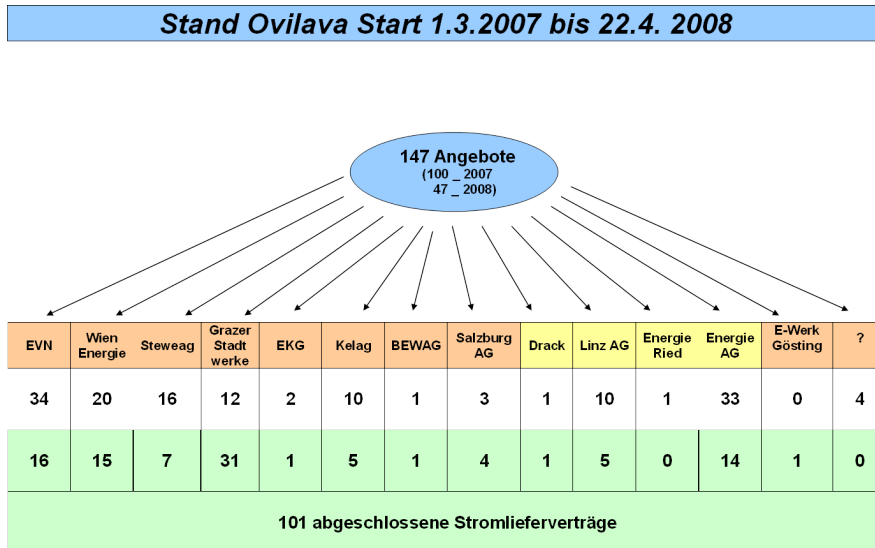 Stand Ovilava Start 1.3.2007 bis 22.4. 2008
147 Angebote
(100 _ 2007
47 _ 2008)
EVN Wien Energie Steweag Grazer Stadt werke EKG Kelag BEWAG Salzburg AG Drack Linz AG Energie Ried Energie AG E-Werk Gösting ?
34 20 16 12 2 10 1 3 1 10 1 33 0 4
16 15 7 31 1 5 1 4 1 5 0 14 1 0
101 abgeschlossene Stromlieferverträge